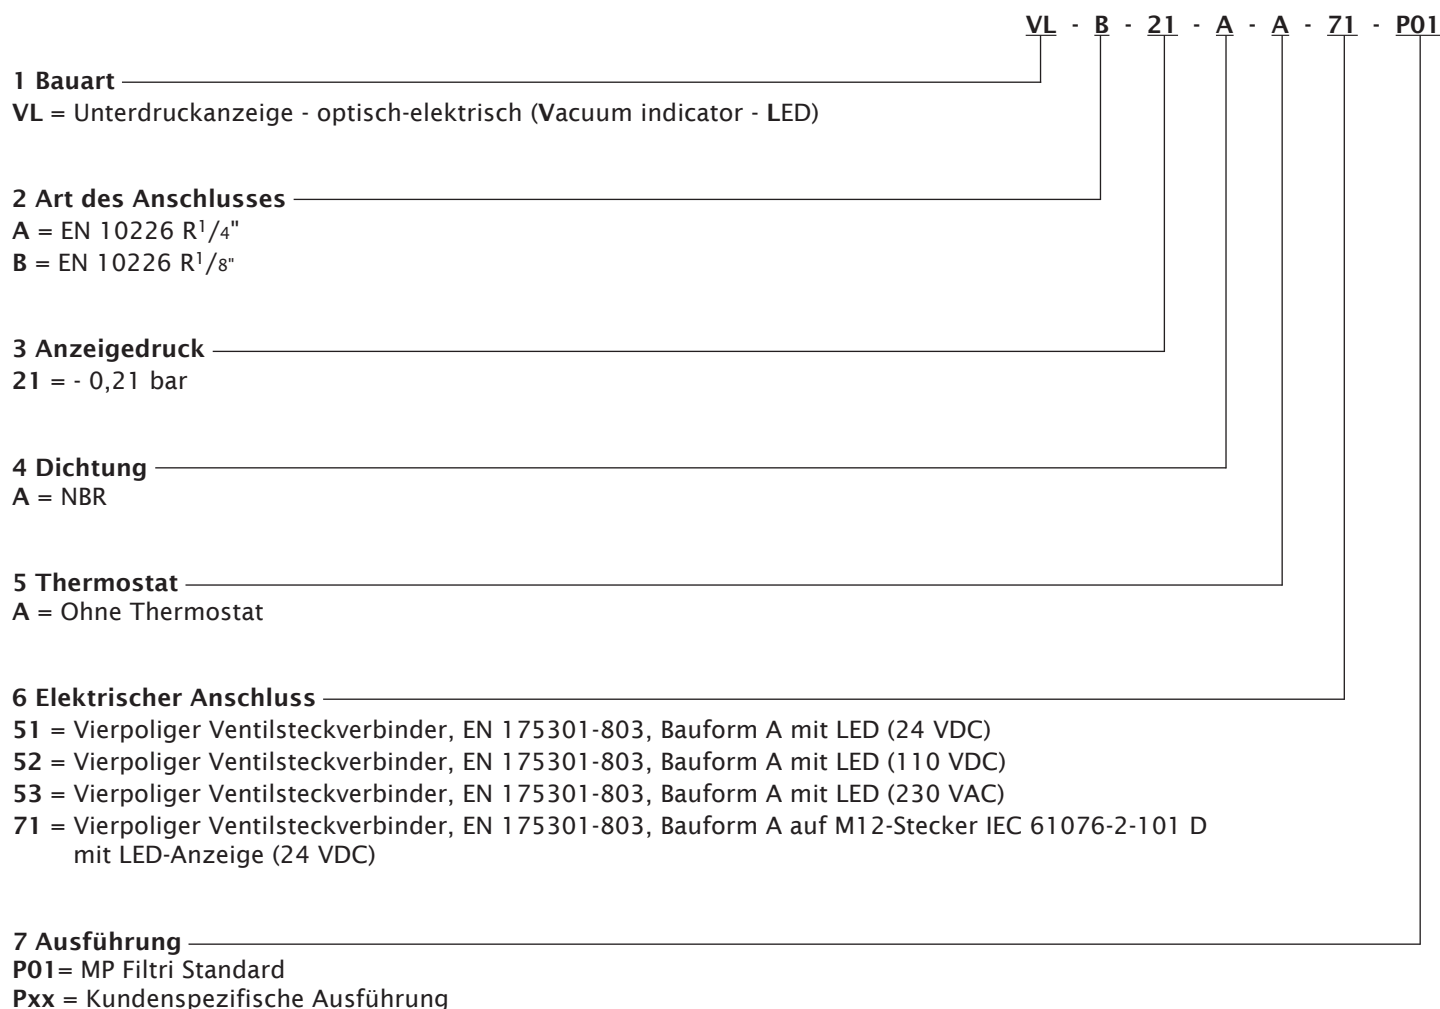 VL - B - 21 - A - A - 71 - P01
1 Bauart
VL = Unterdruckanzeige - optisch-elektrisch (Vacuum indicator - LED)
2 Art des Anschlusses
A = EN 10226 R1/4"
B = EN 10226 R1/8"
3 Anzeigedruck
21 = - 0,21 bar
4 Dichtung
A = NBR
5 Thermostat
A = Ohne Thermostat
6 Elektrischer Anschluss
51 = Vierpoliger Ventilsteckverbinder, EN 175301-803, Bauform A mit LED (24 VDC)
52 = Vierpoliger Ventilsteckverbinder, EN 175301-803, Bauform A mit LED (110 VDC)
53 = Vierpoliger Ventilsteckverbinder, EN 175301-803, Bauform A mit LED (230 VAC)
71 = Vierpoliger Ventilsteckverbinder, EN 175301-803, Bauform A auf M12-Stecker IEC 61076-2-101 D
mit LED-Anzeige (24 VDC)
7 Ausführung
P01= MP Filtri Standard
Pxx = Kundenspezifische Ausführung